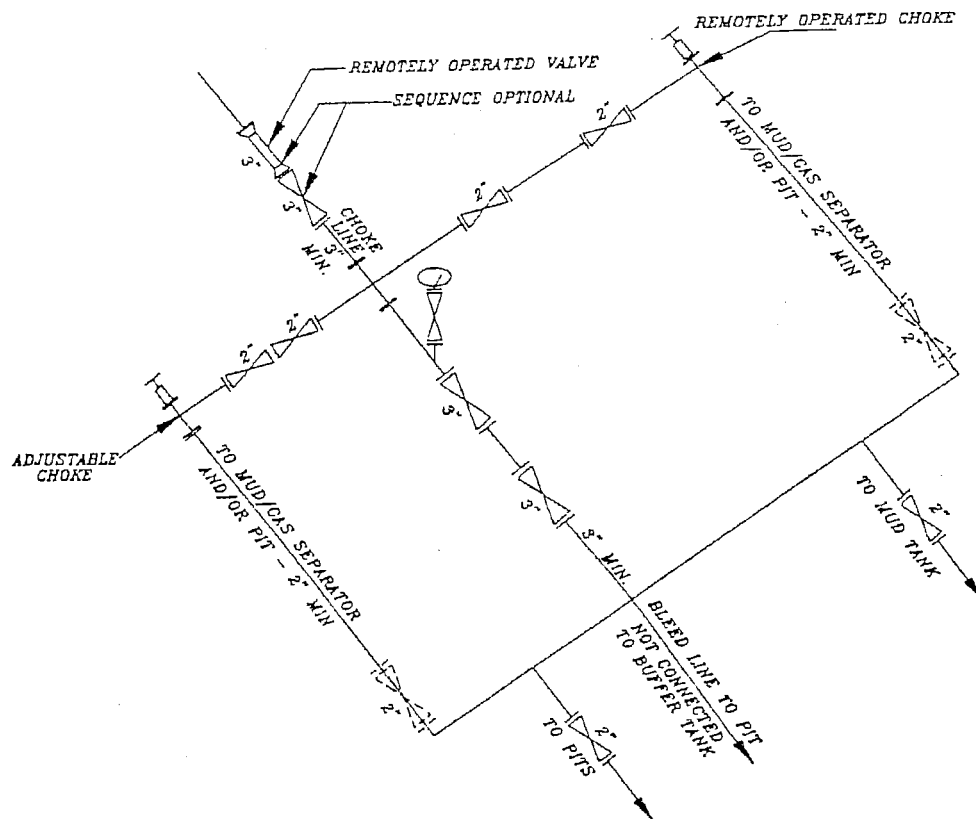 REMOTELY OPERATED CHOKE
REMOTELY OPERATED VALVE
SEQUENCE OPTIONAL
3"
3"
CHOKE
LINE
3"
MIN.
2"
2"
TO MUD/GAS SEPARATOR
AND/OR PIT - 2" MIN
2"
2"
2"
ADJUSTABLE
CHOKE
TO MUD/GAS SEPARATOR
AND/OR PIT - 2" MIN
2"
3"
3"
3" MIN.
BLEED LINE TO PIT
NOT CONNECTED
TO BUFFER TANK
TO MUD TANK
2"
TO PITS
2"